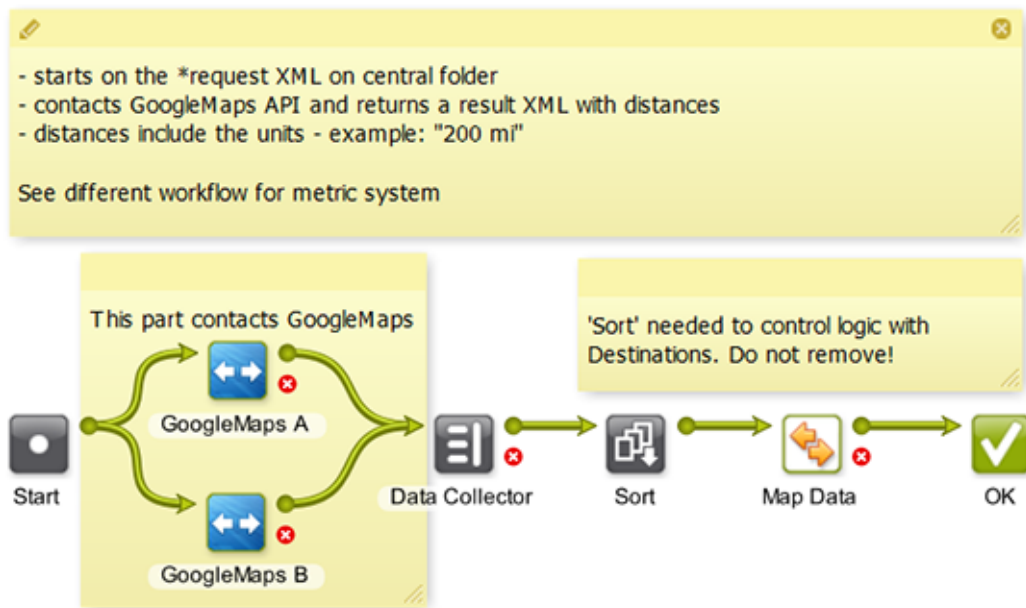 - starts on the *request XML on central folder
- contacts GoogleMaps API and returns a result XML with distances
- distances include the units - example: "200 mi"
See different workflow for metric system
This part contacts GoogleMaps
'Sort' needed to control logic with
Destinations. Do not remove!
GoogleMaps A
Start
Data Collector
Sort
Map Data
OK
GoogleMaps B